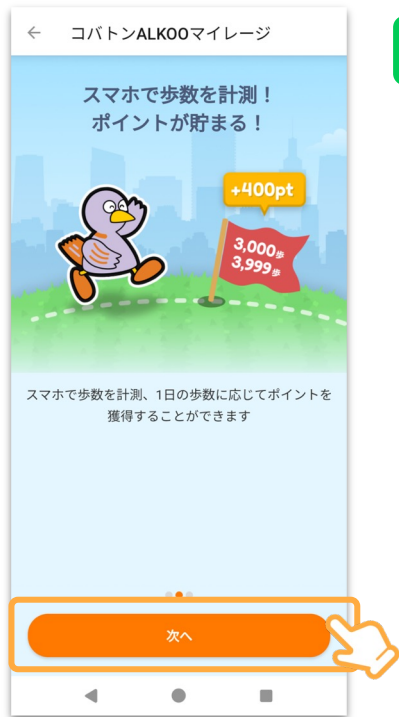 コバトンALKOOマイレージ
スマホで歩数を計測！
ポイントが貯まる！
+400pt
3,000歩
3,999歩
スマホで歩数を計測、1日の歩数に応じてポイントを
獲得することができます
次へ